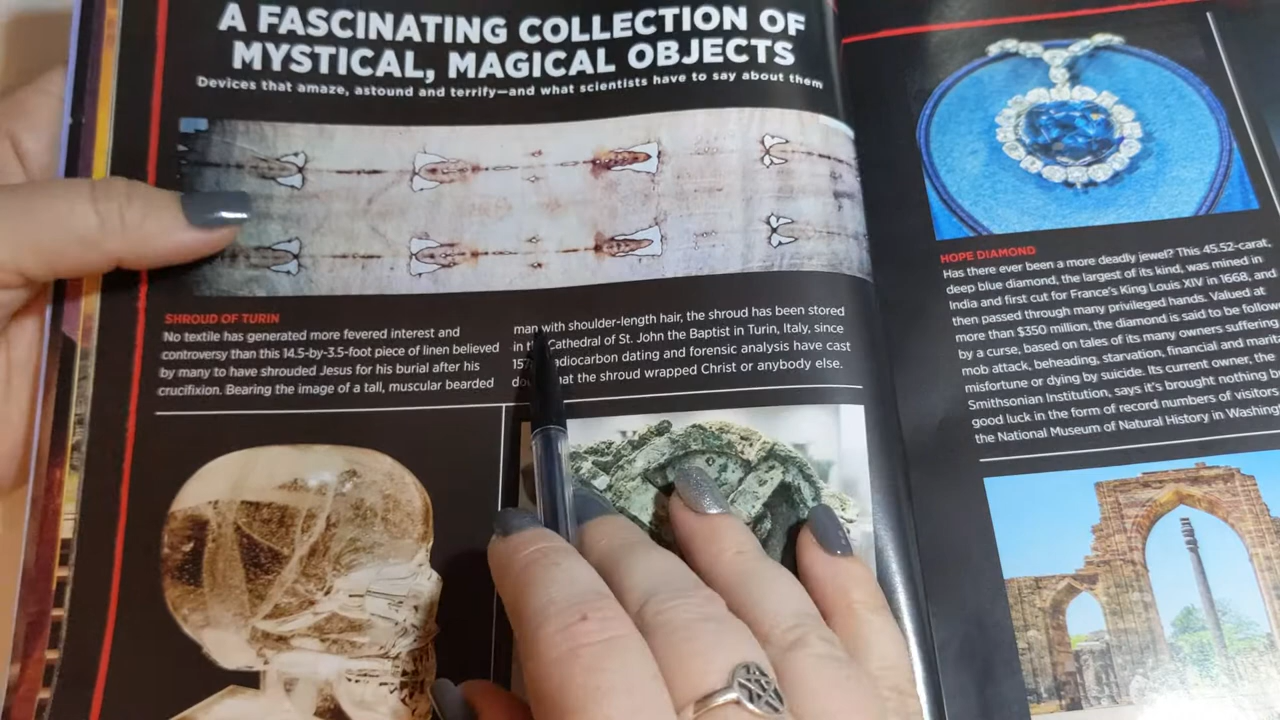 A FASCINATING COLLECTION OF
MYSTICAL, MAGICAL OBJECTS
Devices that amaze, astound and terrify—and what scientists have to say about them
SHROUD OF TURIN
No textile has generated more fevered interest and
controversy than this 14.5-by-3.5-foot piece of linen believed
by many to have shrouded Jesus for his burial after his
crucifixion. Bearing the image of a tall, muscular bearded
man with shoulder-length hair, the shroud has been stored
in Cathedral of St. John the Baptist in Turin, Italy, since
dating and forensic analysis have cast
the shroud wrapped Christ or anybody else.
HOPE DIAMOND
Has there ever been a more deadly jewel? This 45.52-carat,
deep blue diamond, the largest of its kind, was mined in
India and first cut for France's King Louis XIV in 1668, and
then passed through many privileged hands. Valued at
more than $350 million, the diamond is said to be follow
by a curse, based on tales of its many owners suffering
mob attack, beheading, starvation, financial and marita
misfortune or dying by suicide. Its current owner, the
Smithsonian Institution, says it's brought nothing b
good luck in the form of record numbers of visitors
the National Museum of Natural History in Washing